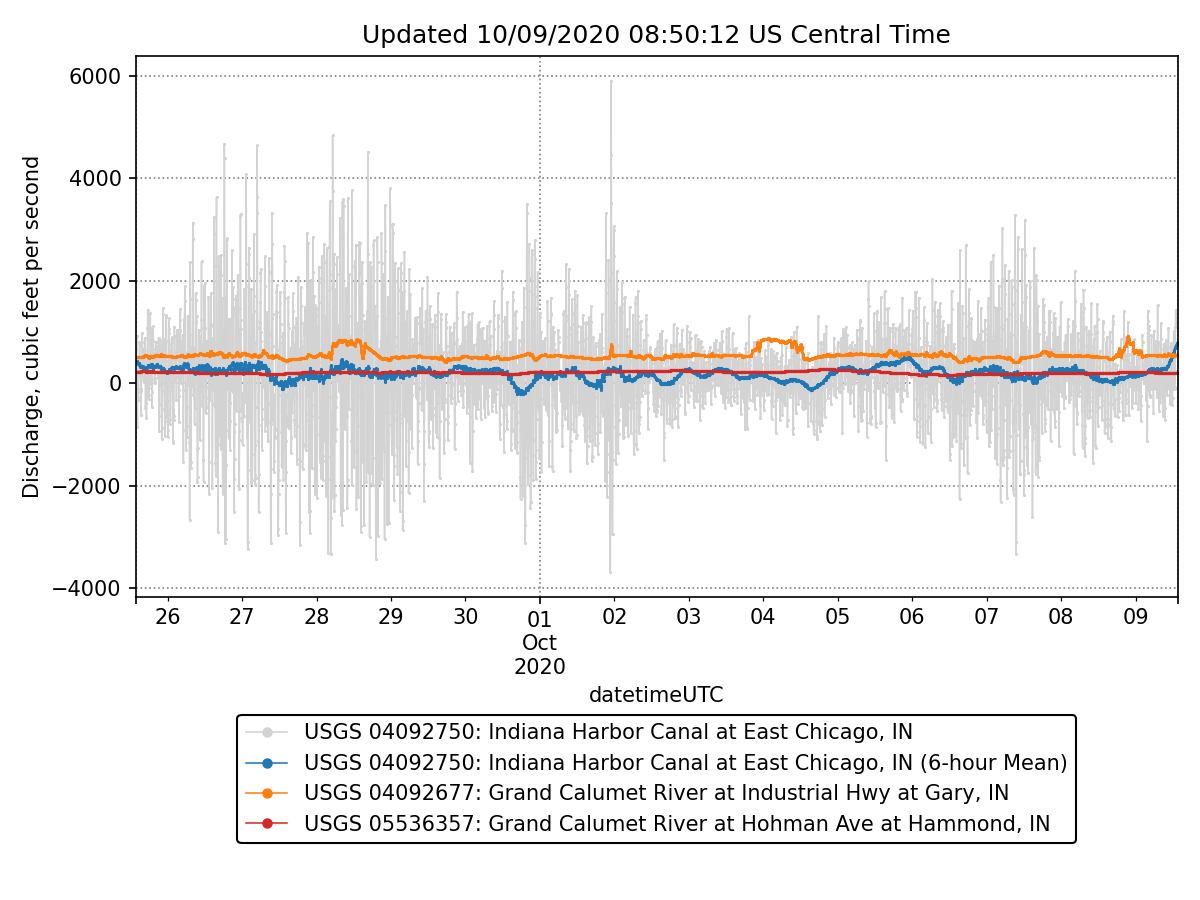 Updated 10/09/2020 08:50:12 US Central Time
Discharge, cubic feet per second
6000
4000
2000
0
−2000
−4000
26 27 28 29 30 01 02 03 04 05 06 07 08 09
Oct
2020
datetimeUTC
USGS 04092750: Indiana Harbor Canal at East Chicago, IN
USGS 04092750: Indiana Harbor Canal at East Chicago, IN (6-hour Mean)
USGS 04092677: Grand Calumet River at Industrial Hwy at Gary, IN
USGS 05536357: Grand Calumet River at Hohman Ave at Hammond, IN